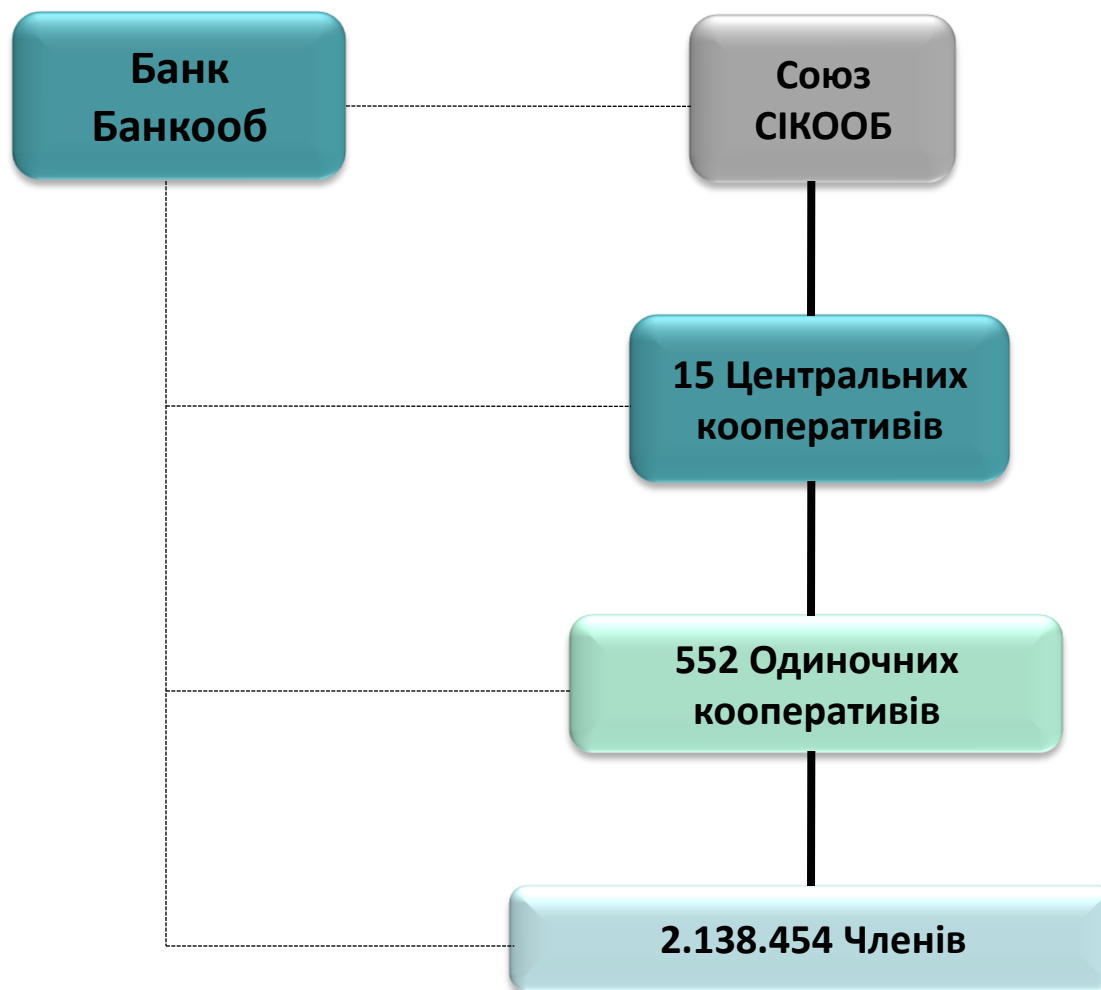 Банк
Банкооб
Союз
СІКООБ
15 Центральних
кооперативів
552 Одиночних
кооперативів
2.138.454 Членів